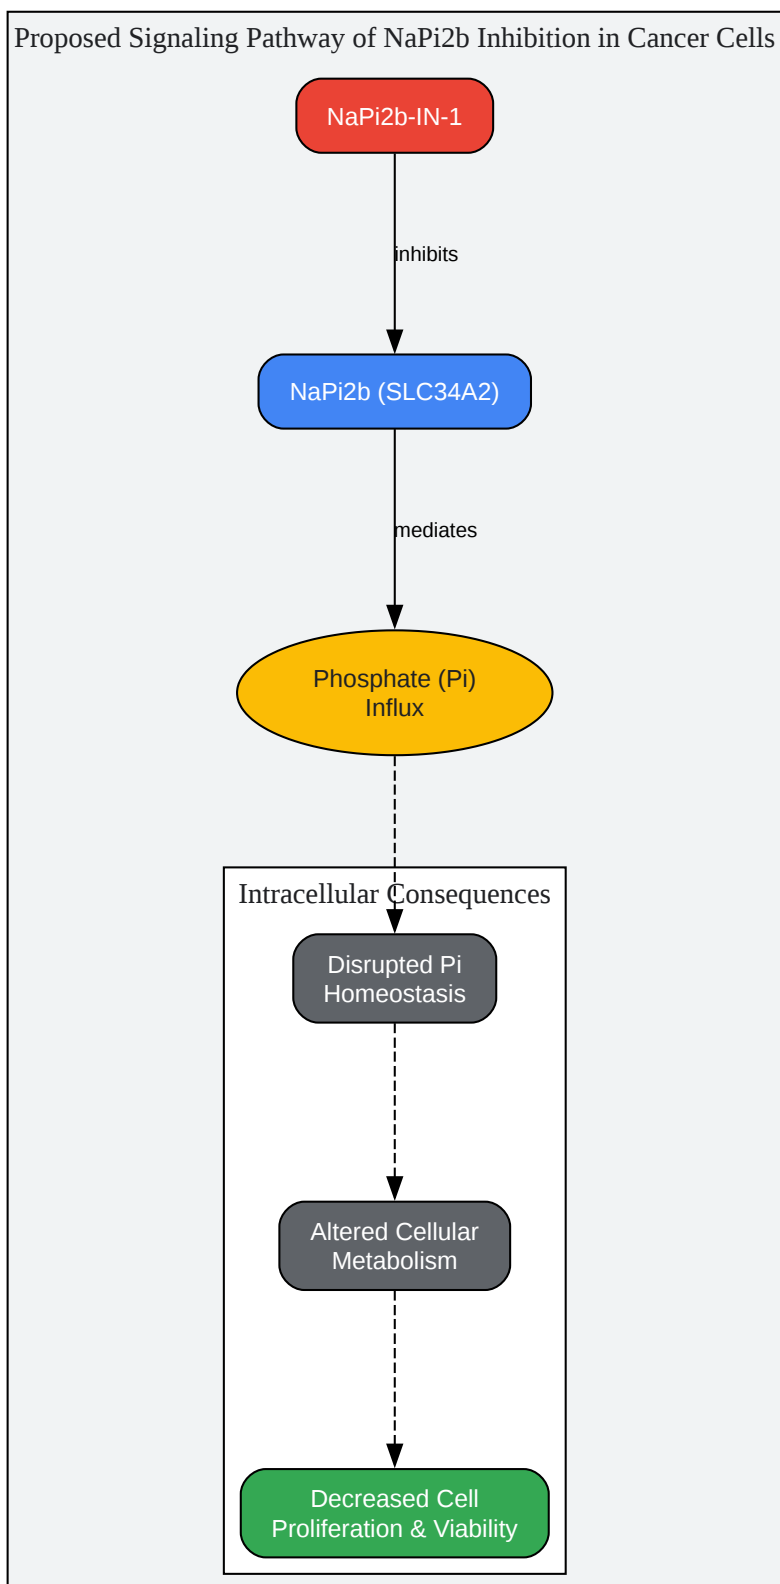 Proposed Signaling Pathway of NaPi2b Inhibition in Cancer Cells
NaPi2b-IN-1
inhibits
NaPi2b (SLC34A2)
mediates
Phosphate (Pi)
Influx
Intracellular Consequences
Disrupted Pi
Homeostasis
Altered Cellular
Metabolism
Decreased Cell
Proliferation & Viability